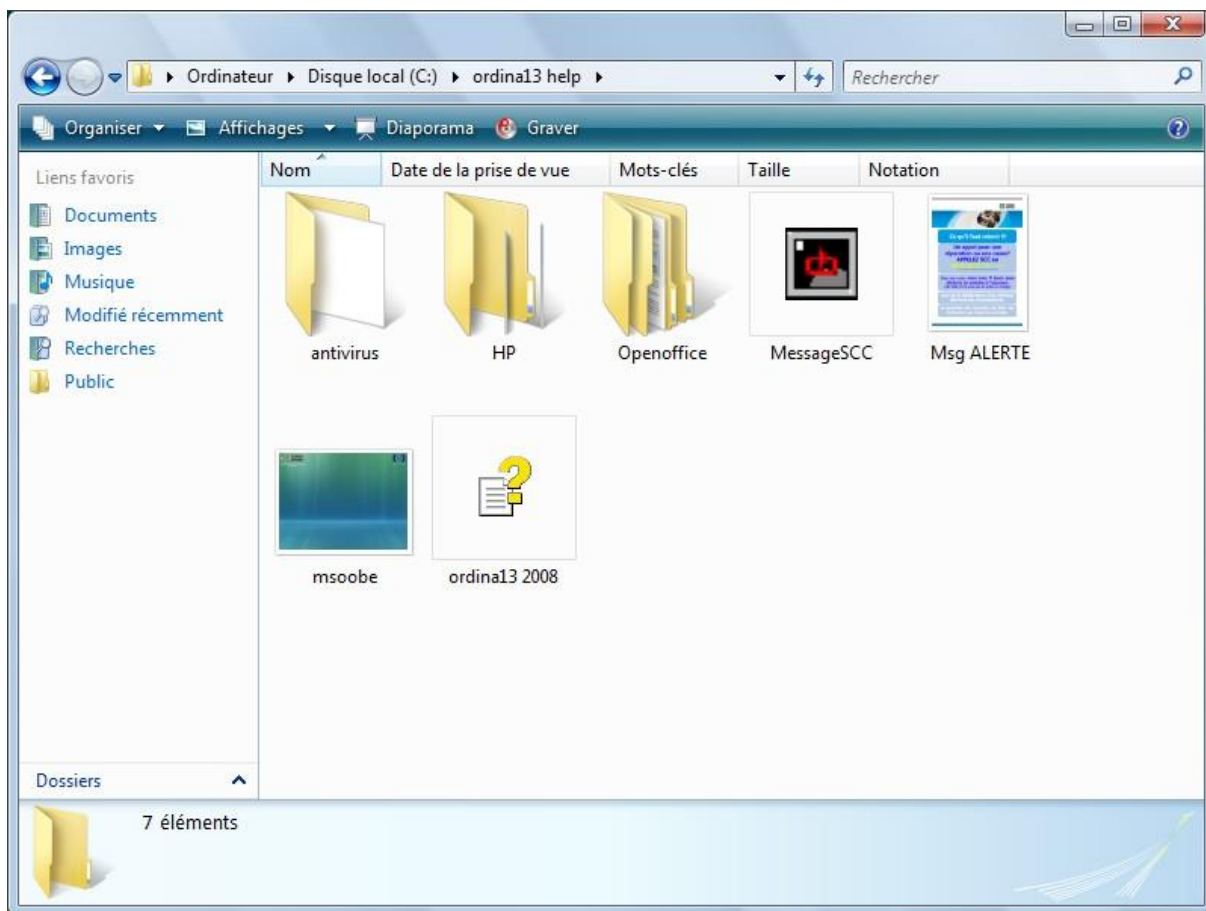 Ordinateur Disque local (C:) ordina13 help Rechercher
Organiser Affichages Diaporama Graver
Liens favoris
Documents
Images
Musique
Modifié récemment
Recherches
Public
Nom Date de la prise de vue Mots-clés Taille Notation
antivirus HP Openoffice MessageSCC Msg ALERTE
msoobe ordina13 2008
Dossiers
7 éléments